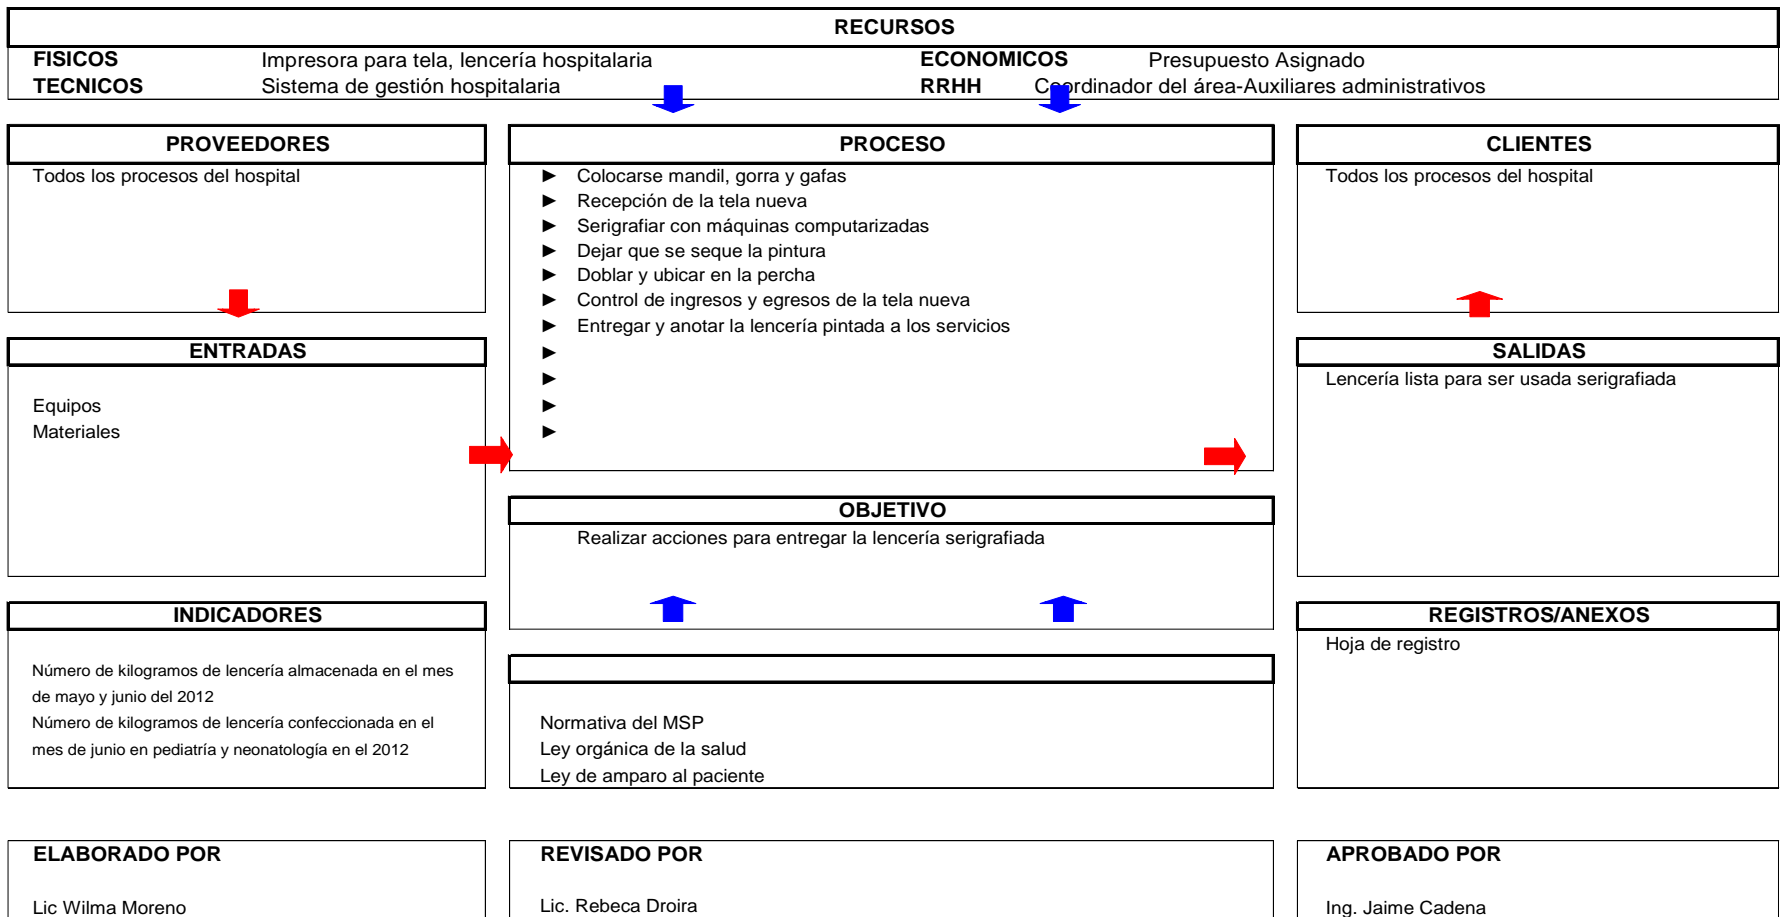 RECURSOS
FISICOS Impresora para tela, lencería hospitalaria ECONOMICOS Presupuesto Asignado
TECNICOS Sistema de gestión hospitalaria RRHH Coordinador del área-Auxiliares administrativos
PROVEEDORES
Todos los procesos del hospital
ENTRADAS
Equipos
Materiales
INDICADORES
Número de kilogramos de lencería almacenada en el mes
de mayo y junio del 2012
Número de kilogramos de lencería confeccionada en el
mes de junio en pediatría y neonatología en el 2012
PROCESO
► Colocarse mandil, gorra y gafas
► Recepción de la tela nueva
► Serigrafiar con máquinas computarizadas
► Dejar que se seque la pintura
► Doblar y ubicar en la percha
► Control de ingresos y egresos de la tela nueva
► Entregar y anotar la lencería pintada a los servicios
►
►
►
►
OBJETIVO
Realizar acciones para entregar la lencería serigrafiada
Normativa del MSP
Ley orgánica de la salud
Ley de amparo al paciente
CLIENTES
Todos los procesos del hospital
SALIDAS
Lencería lista para ser usada serigrafiada
REGISTROS/ANEXOS
Hoja de registro
ELABORADO POR
Lic Wilma Moreno
REVISADO POR
Lic. Rebeca Droira
APROBADO POR
Ing. Jaime Cadena